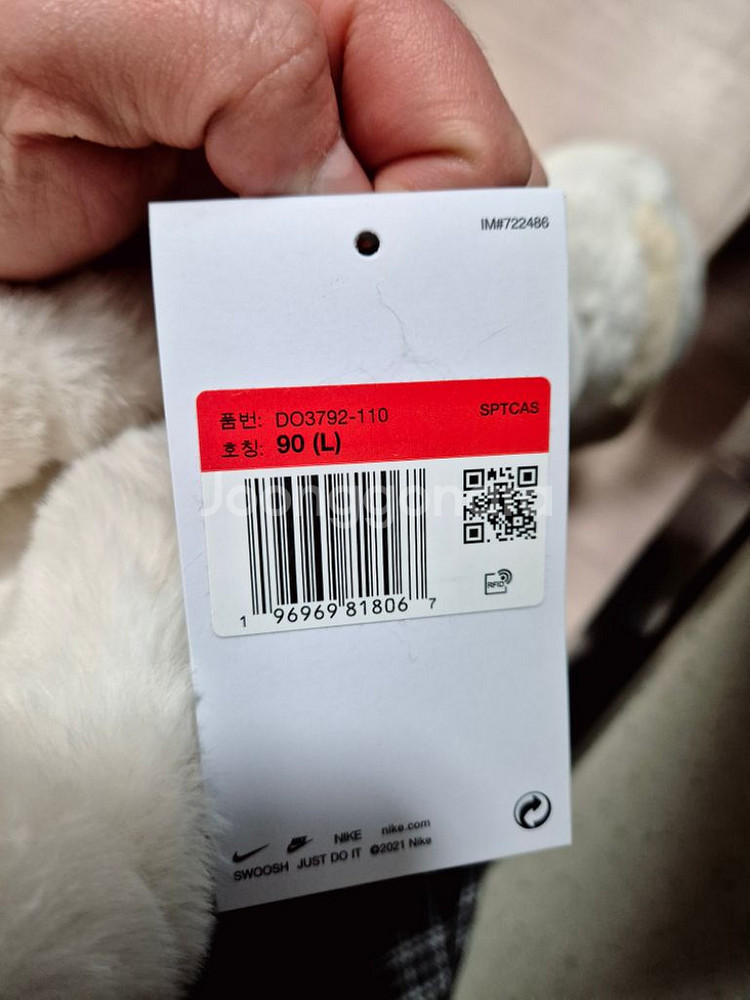 IM#722486
품번: DO3792-110
SPTCAS
호칭: 90 (L)
Joonggonara
1 96969 81806 7
RFID
NIKE nike.com
SWOOSH JUST DO IT ©2021 Nike